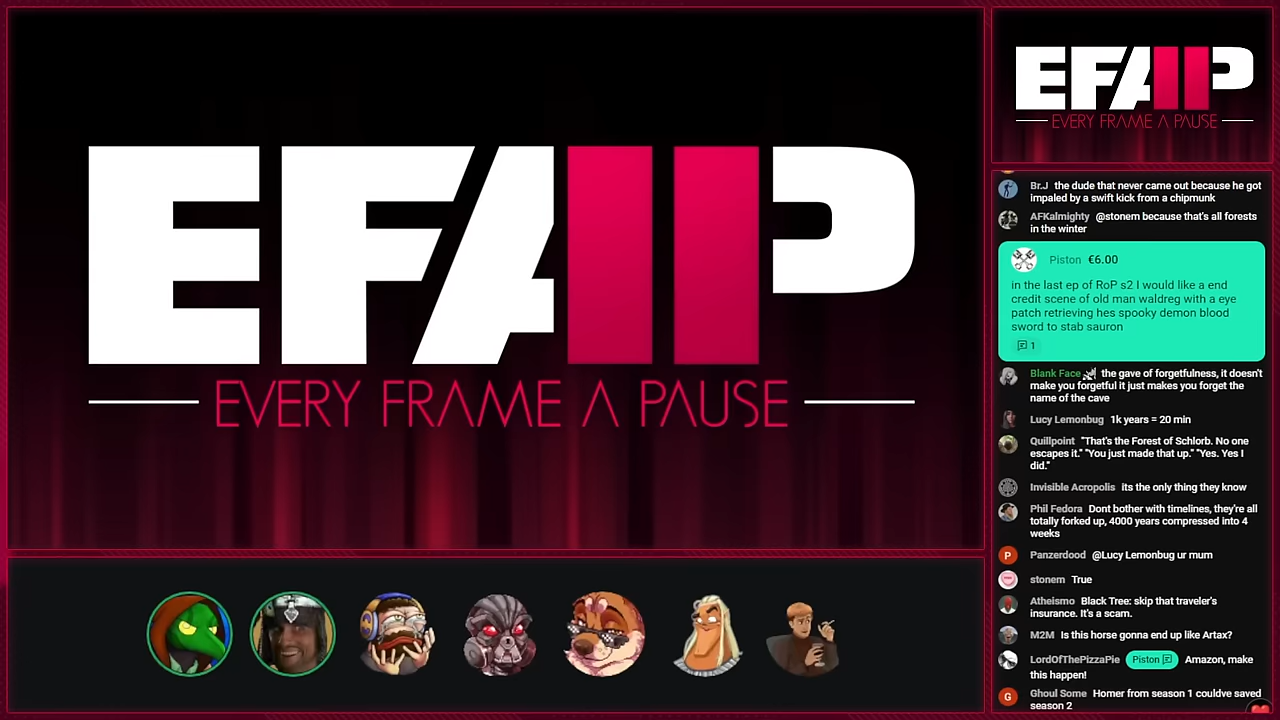 EFAP
EVERY FRAME A PAUSE
EFAP
EVERY FRAME A PAUSE
Br.J the dude that never came out because he got
impaled by a swift kick from a chipmunk
AFKalmighty @stonem because that's all forests
in the winter
Piston €6.00
in the last ep of RoP s2 I would like a end
credit scene of old man waldreg with a eye
patch retrieving hes spooky demon blood
sword to stab sauron
1
Blank Face the gave of forgetfulness, it doesn't
make you forgetful it just makes you forget the
name of the cave
Lucy Lemonbug 1k years = 20 min
Quillpoint "That's the Forest of Schlorb. No one
escapes it." "You just made that up." "Yes. Yes I
did."
Invisible Acropolis its the only thing they know
Phil Fedora Dont bother with timelines, they're all
totally forked up, 4000 years compressed into 4
weeks
P Panzerdood @Lucy Lemonbug ur mum
stonem True
Atheismo Black Tree: skip that traveler's
insurance. It's a scam.
M2M Is this horse gonna end up like Artax?
LordOfThePizzaPie Piston Amazon, make
this happen!
G Ghoul Some Homer from season 1 couldve saved
season 2